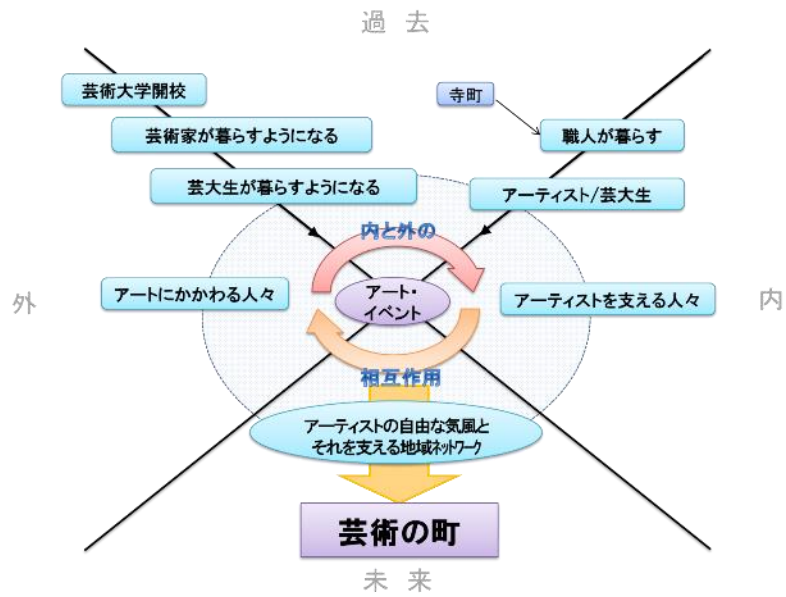 過 去
芸術大学開校
寺町
芸術家が暮らすようになる
職人が暮らす
芸大生が暮らすようになる
アーティスト/芸大生
内と外の
外
アートにかかわる人々
アート・
イベント
アーティストを支える人々
内
相互作用
アーティストの自由な気風と
それを支える地域ネットワーク
芸術の町
未 来